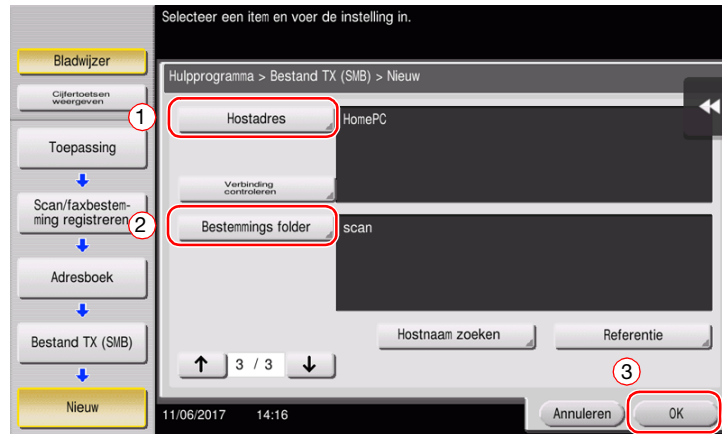 Selecteer een item en voer de instelling in.
Bladwijzer
Cijfertoetsen
weergeven
Toepassing
Scan/faxbestem-
ming registreren
Adresboek
Bestand TX (SMB)
Nieuw
Hulpprogramma > Bestand TX (SMB) > Nieuw
1
Hostadres
HomePC
Verbinding
controleren
2
Bestemmings folder
scan
Hostnaam zoeken
Referentie
↑ 3 / 3 ↓
3
11/06/2017 14:16
Annuleren
OK